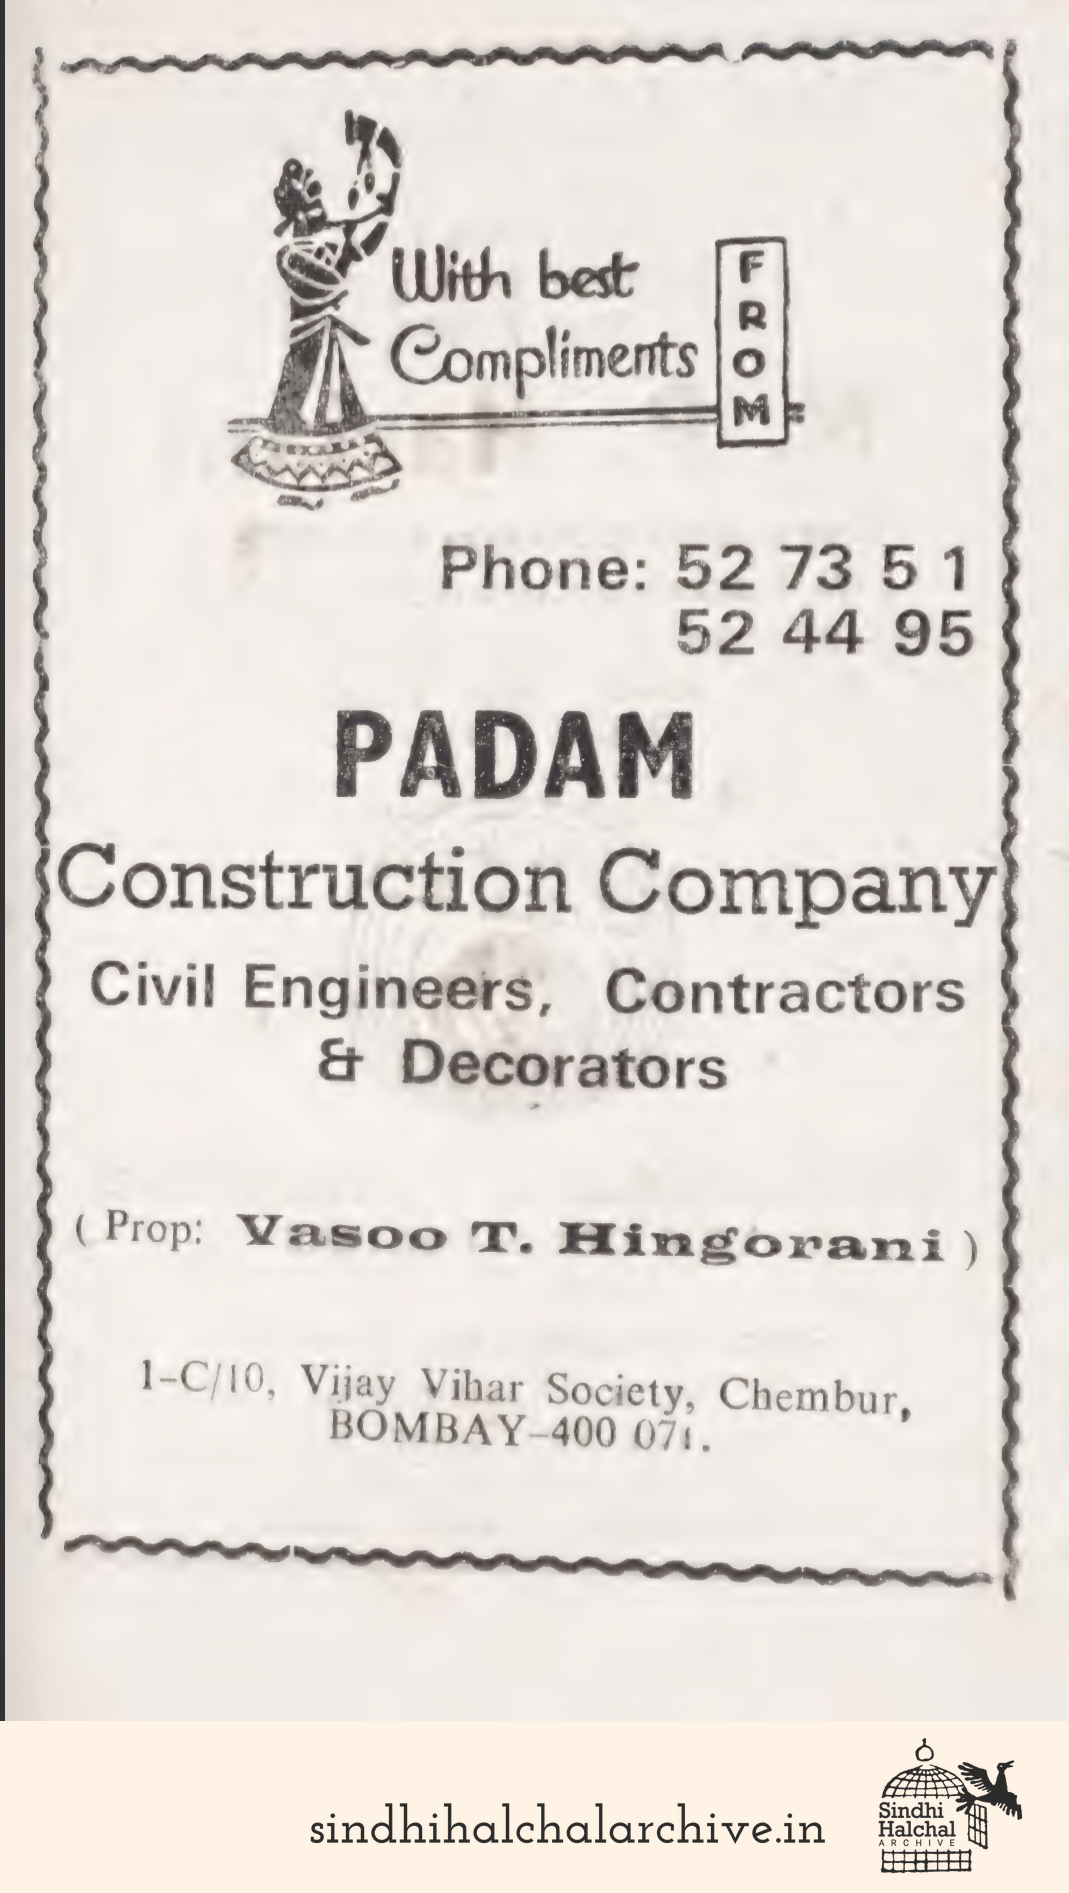 With best
Compliments
FROM
Phone: 52 73 5 1
52 44 95
PADAM
Construction Company
Civil Engineers, Contractors
& Decorators
( Prop: Vasoo T. Hingorani )
1-C/10, Vijay Vihar Society, Chembur,
BOMBAY-400 071.
sindhihalchalarchive.in
Sindhi
Halchal
ARCHIVE